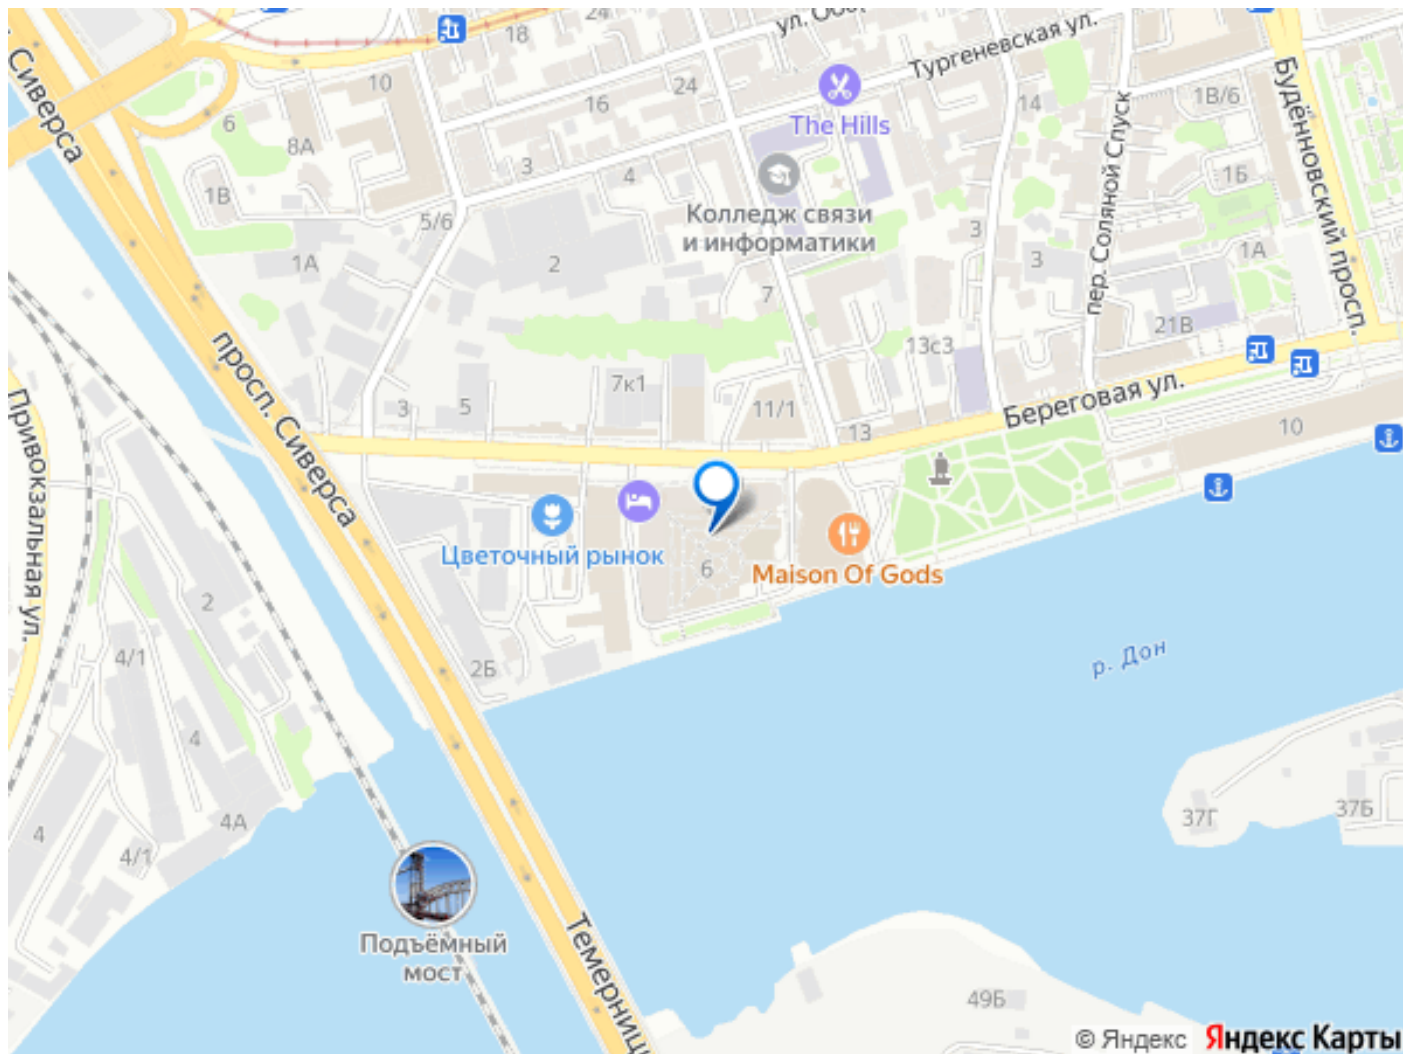 24
18
ул. Обор
Тургеневская ул.
10
24
16
14
1В/6
6
The Hills
8А
3
4
1Б
1В
5/6
Колледж связи
и информатики
3
1А
2
3
1А
7
21В
13с3
7к1
3
5
11/1
13
10
просп. Сиверса
Сиверса
Будённовский просп.
пер. Соляной Спуск
Береговая ул.
Привокзальная ул.
Цветочный рынок
6
Maison Of Gods
2
4/1
2Б
р. Дон
4
4А
4
4/1
37Г
37Б
Подъёмный
мост
Темерниц
49Б
© Яндекс Яндекс Карты